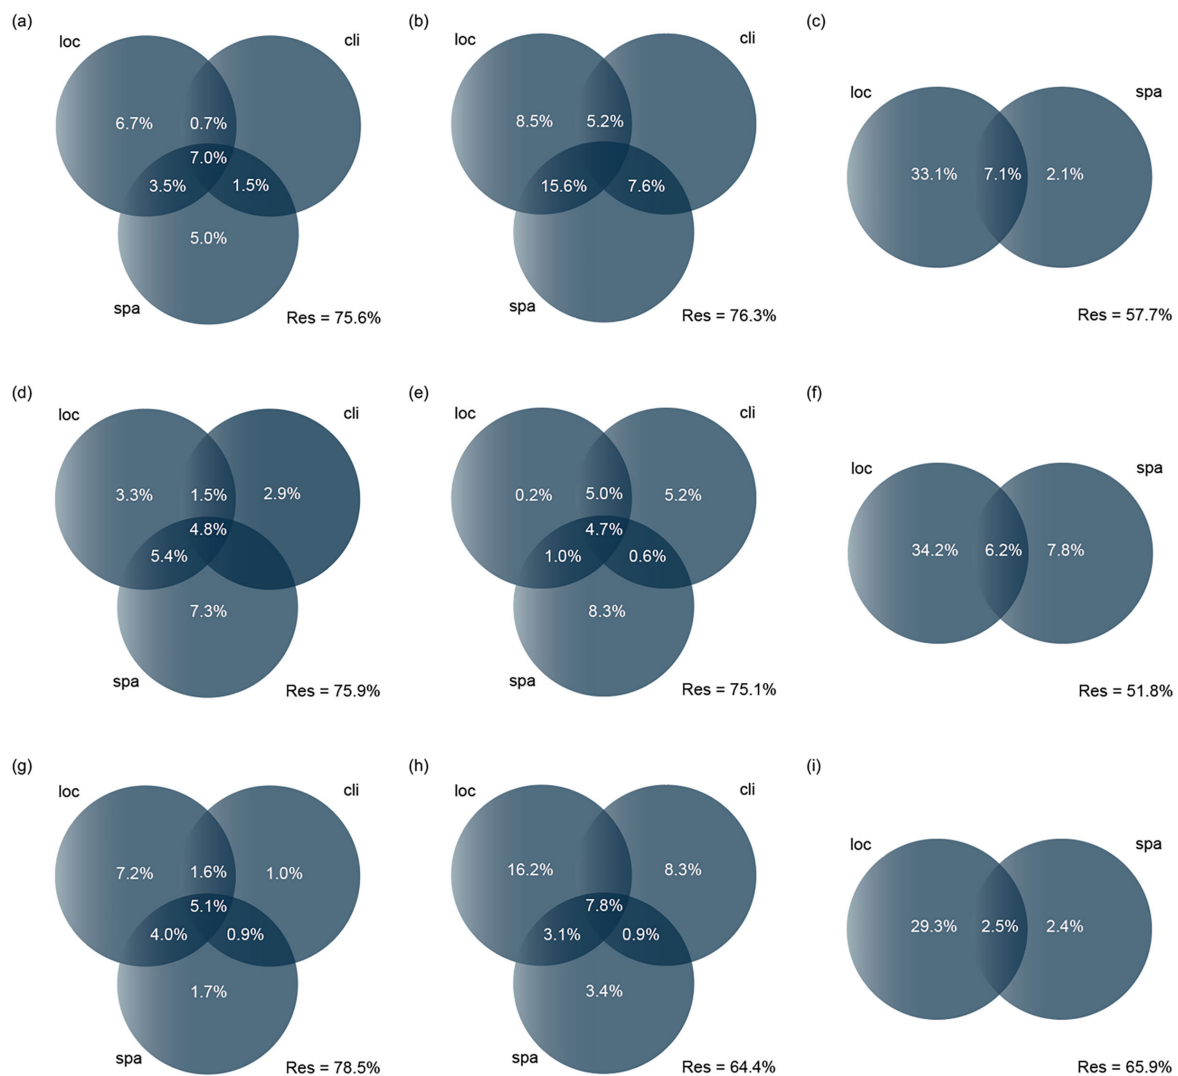 (a)
loc
cli
6.7%
0.7%
7.0%
3.5%
1.5%
5.0%
spa
Res = 75.6%
(b)
loc
cli
8.5%
5.2%
15.6%
7.6%
spa
Res = 76.3%
(c)
loc
spa
33.1%
7.1%
2.1%
Res = 57.7%
(d)
loc
cli
3.3%
1.5%
2.9%
4.8%
5.4%
7.3%
spa
Res = 75.9%
(e)
loc
cli
0.2%
5.0%
5.2%
4.7%
1.0%
0.6%
8.3%
spa
Res = 75.1%
(f)
loc
spa
34.2%
6.2%
7.8%
Res = 51.8%
(g)
loc
cli
7.2%
1.6%
1.0%
5.1%
4.0%
0.9%
1.7%
spa
Res = 78.5%
(h)
loc
cli
16.2%
8.3%
7.8%
3.1%
0.9%
3.4%
spa
Res = 64.4%
(i)
loc
spa
29.3%
2.5%
2.4%
Res = 65.9%